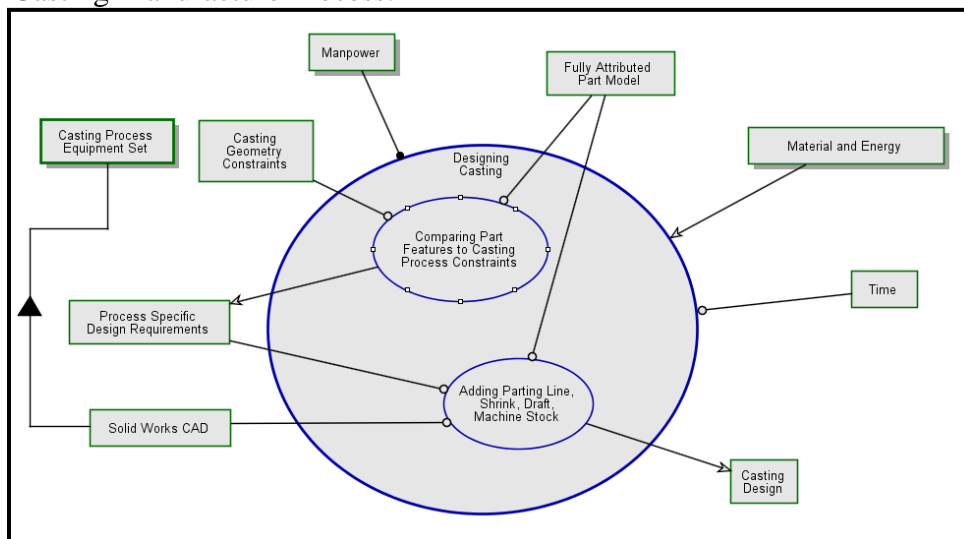 Manpower
Fully Attributed
Part Model
Casting Process
Equipment Set
Casting
Geometry
Constraints
Designing
Casting
Material and Energy
Comparing Part
Features to Casting
Process Constraints
Time
Process Specific
Design Requirements
Adding Parting Line,
Shrink, Draft,
Machine Stock
Solid Works CAD
Casting
Design